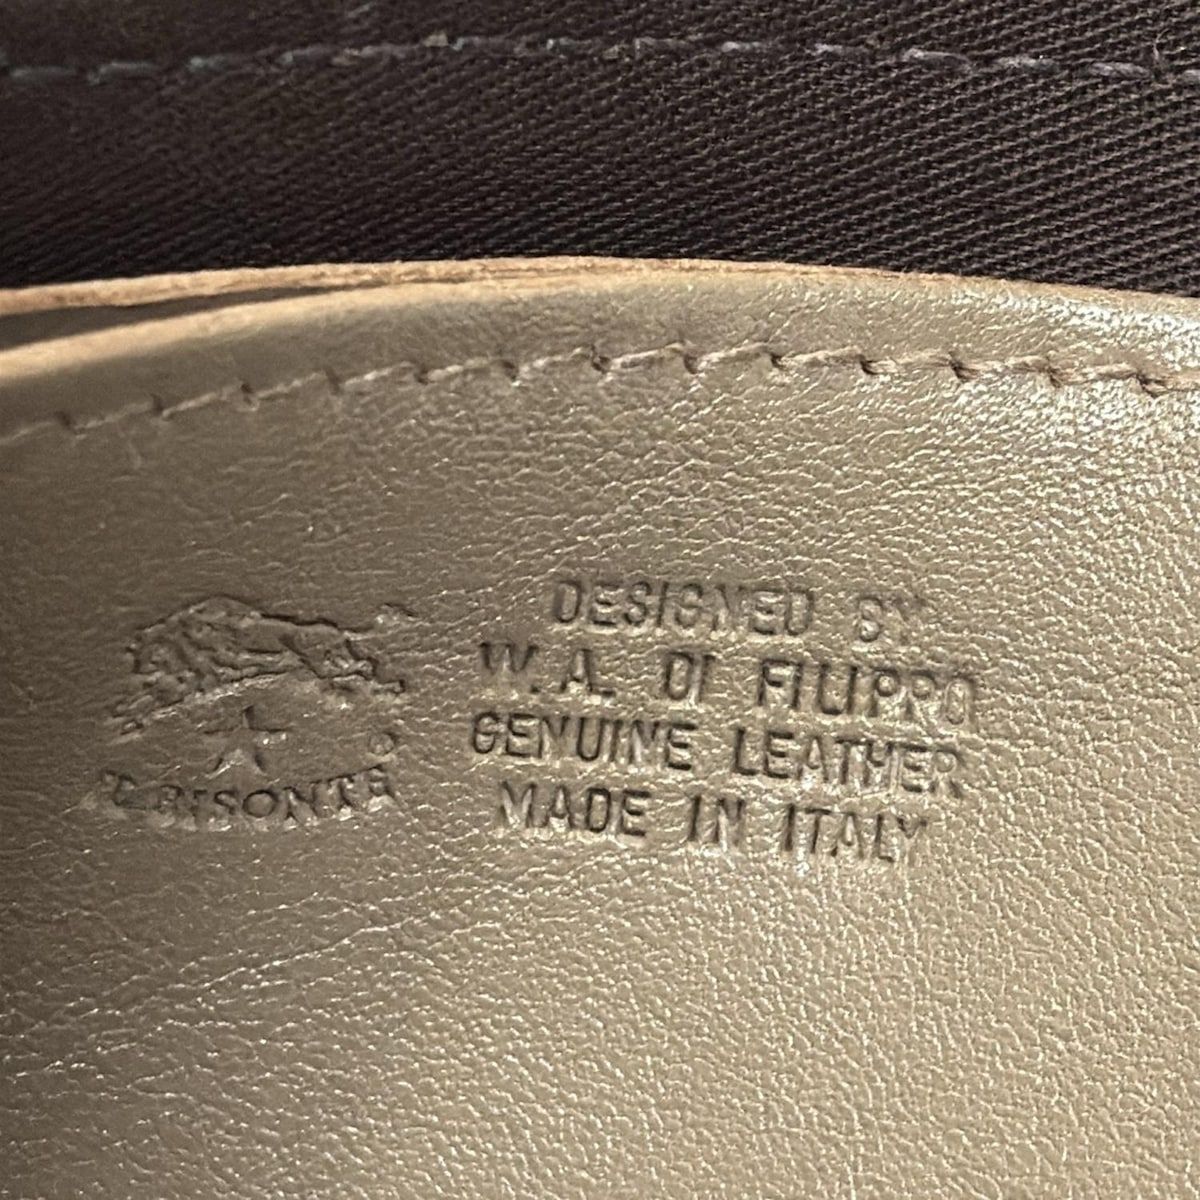 IL BISONTE
DESIGNED BY
W.A. DI FILIPPO
GENUINE LEATHER
MADE IN ITALY